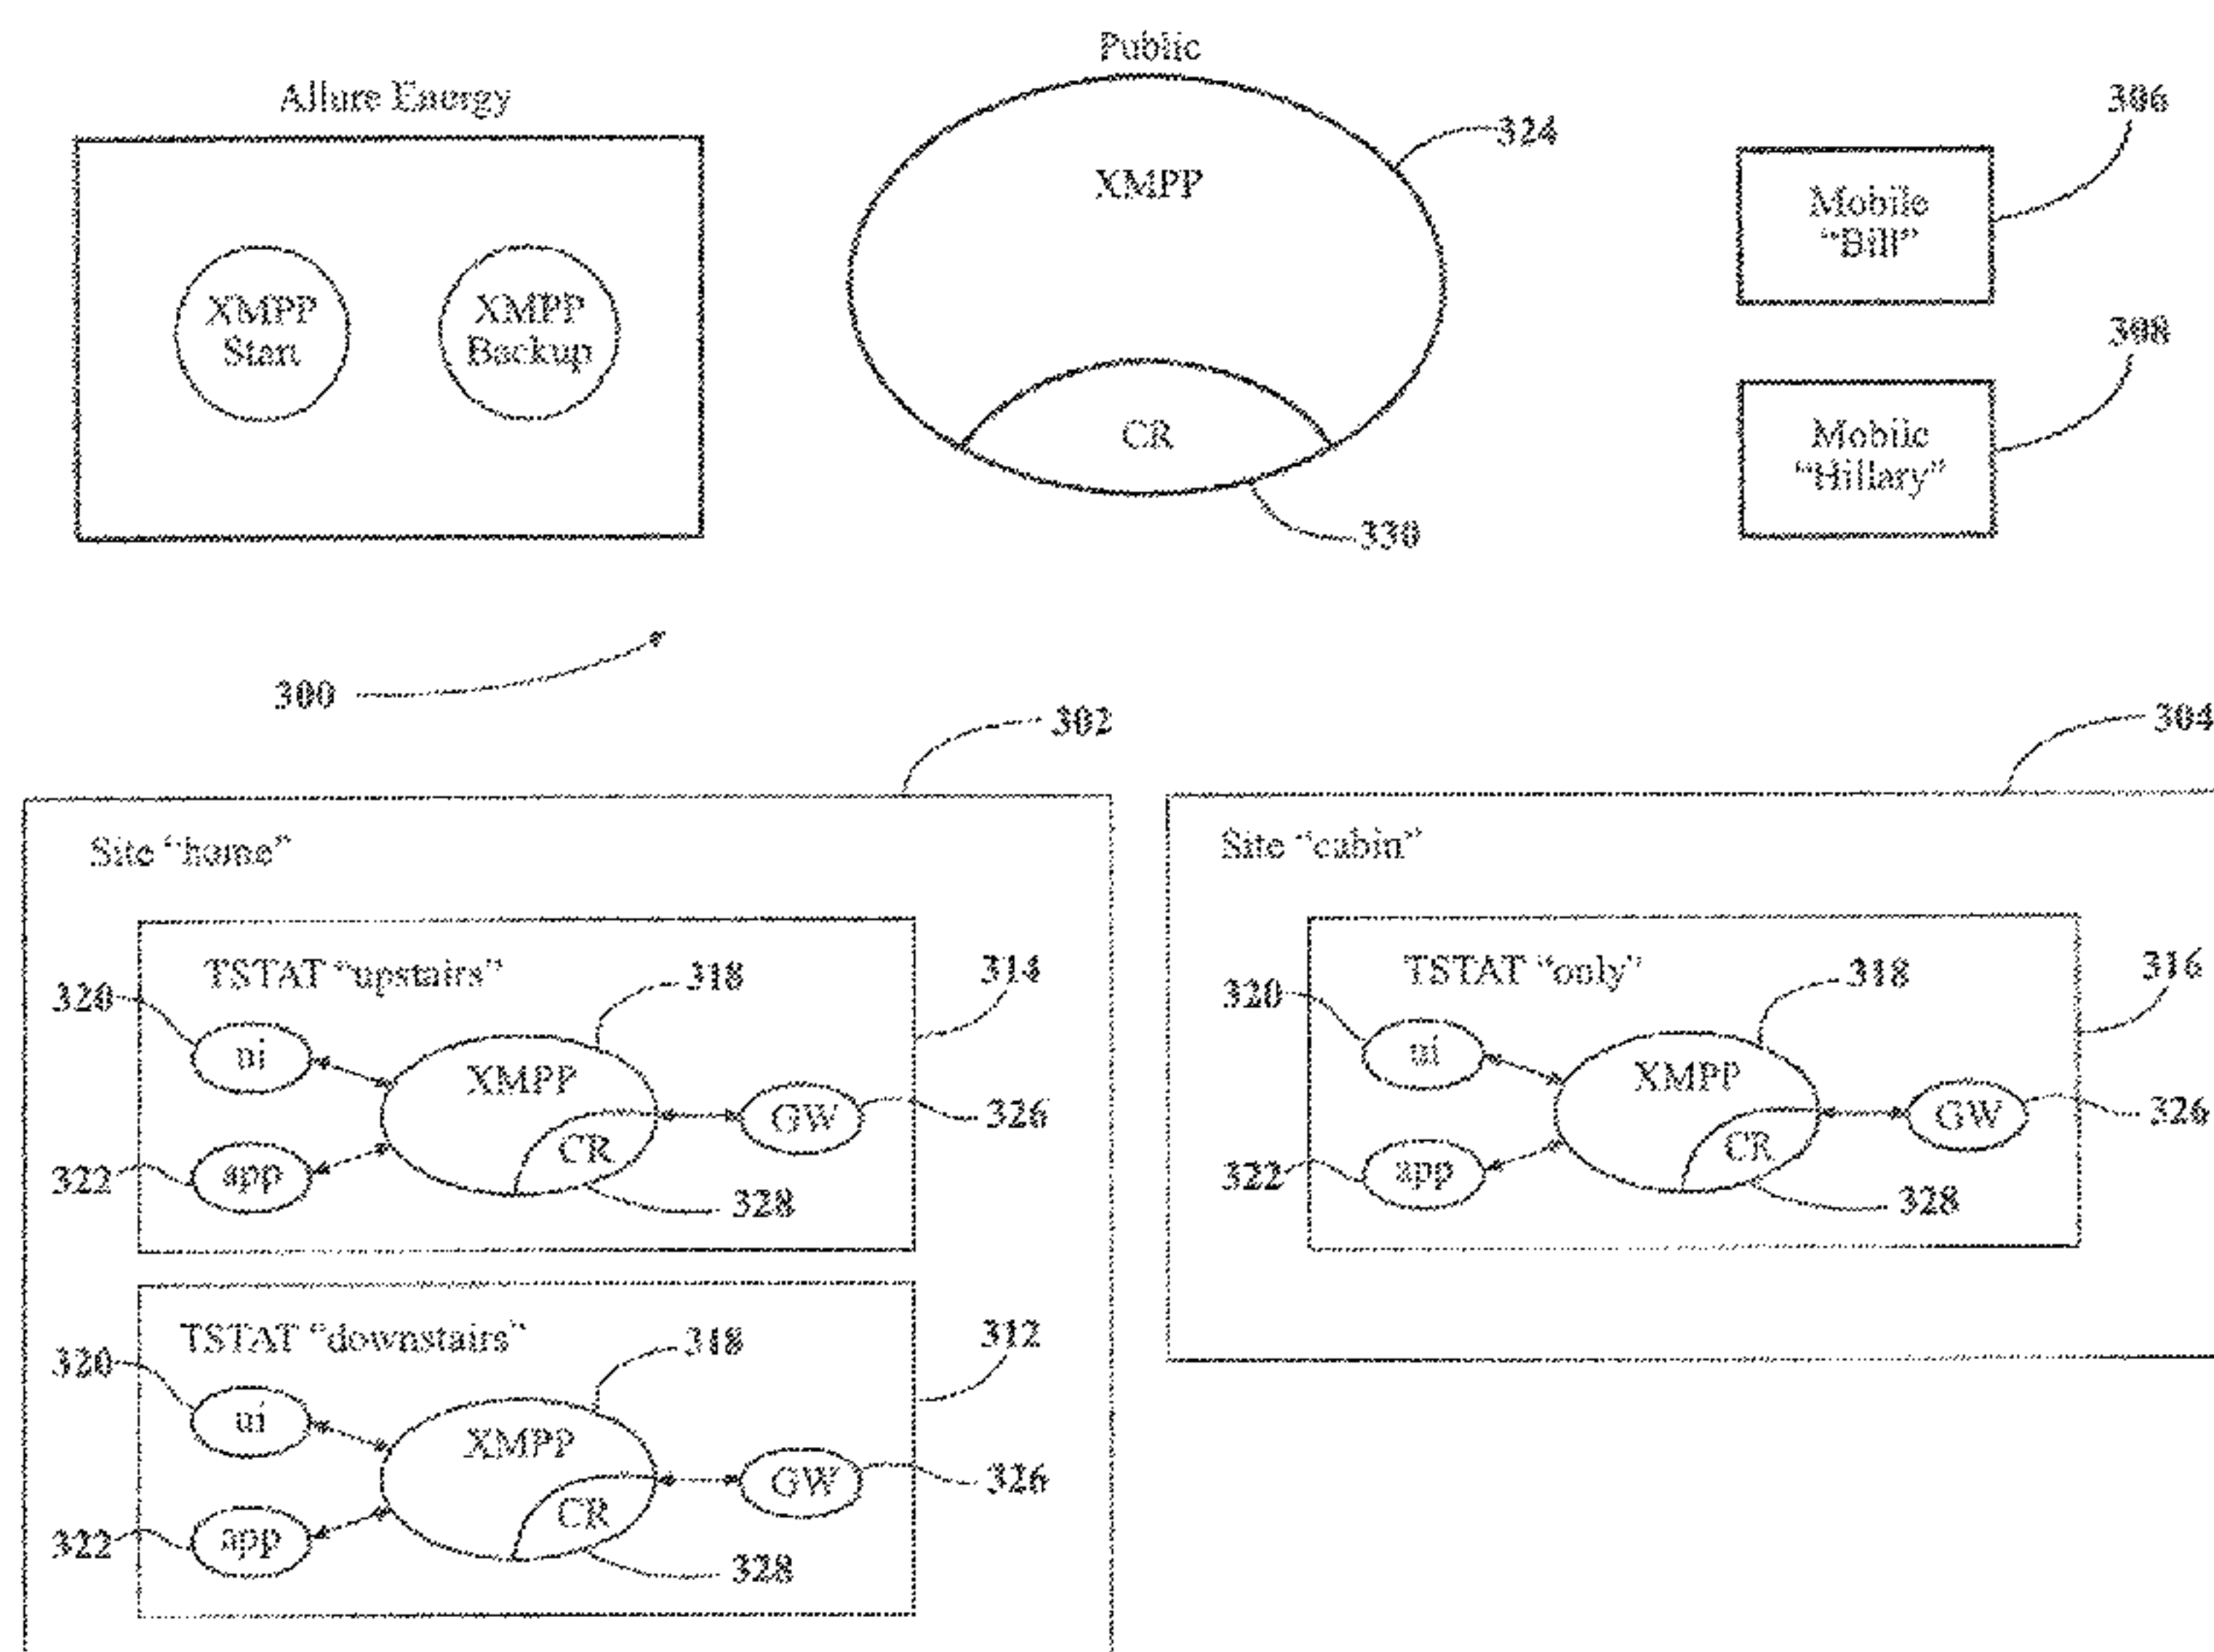 Allure Energy
XMPP
Start
XMPP
Backup
Public
XMPP
CR
324
330
Mobile
“Bill”
306
Mobile
“Hillary”
308
300
302
Site “home”
TSTAT “upstairs”
314
318
320
ui
XMPP
CR
GW
326
322
app
328
TSTAT “downstairs”
312
318
320
ui
XMPP
CR
GW
326
322
app
328
304
Site “cabin”
TSTAT “only”
316
318
320
ui
XMPP
CR
GW
326
322
app
328